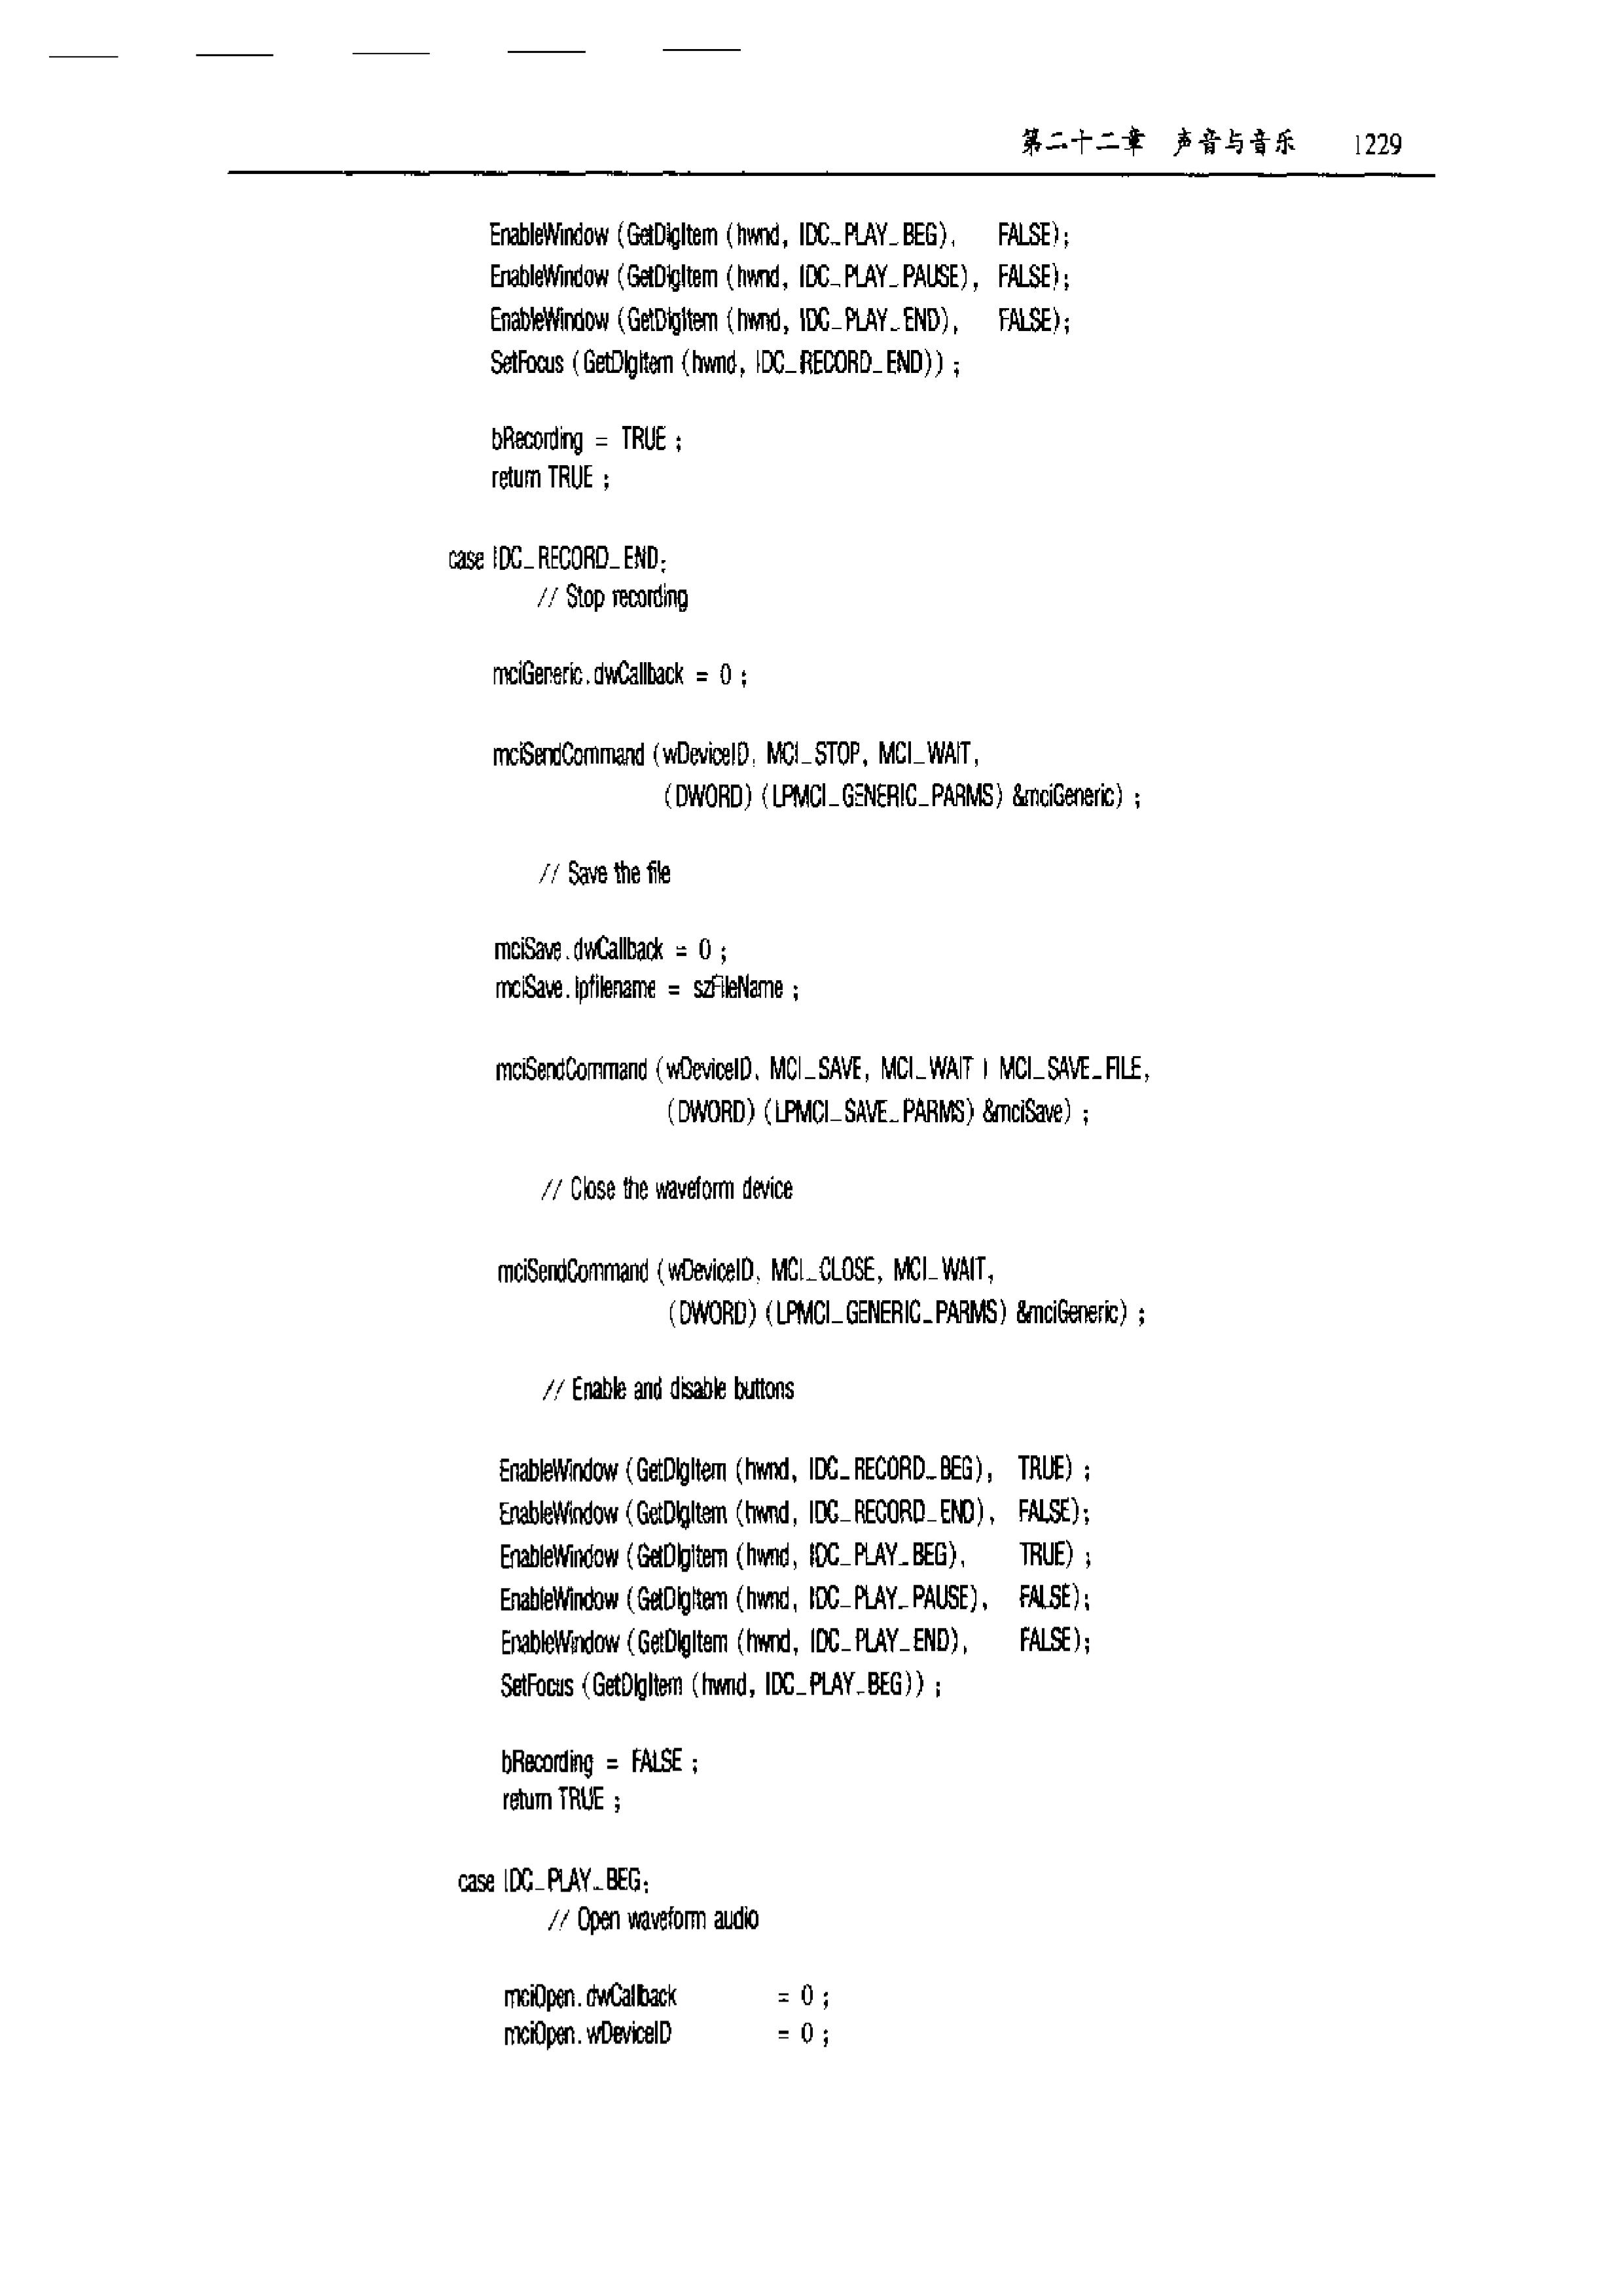 第二十二章 声音与音乐 1229
EnableWindow (GetDlgItem (hwnd, IDC_PLAY_BEG), FALSE);
EnableWindow (GetDlgItem (hwnd, IDC_PLAY_PAUSE), FALSE);
EnableWindow (GetDlgItem (hwnd, IDC_PLAY_END), FALSE);
SetFocus (GetDlgItem (hwnd, IDC_RECORD_END)) ;
bRecording = TRUE ;
return TRUE ;
case IDC_RECORD_END:
// Stop recording
mciGeneric.dwCallback = 0 ;
mciSendCommand (wDeviceID, MCI_STOP, MCI_WAIT,
(DWORD) (LPMCI_GENERIC_PARMS) &mciGeneric) ;
// Save the file
mciSave.dwCallback = 0 ;
mciSave.lpfilename = szFileName ;
mciSendCommand (wDeviceID, MCI_SAVE, MCI_WAIT | MCI_SAVE_FILE,
(DWORD) (LPMCI_SAVE_PARMS) &mciSave) ;
// Close the waveform device
mciSendCommand (wDeviceID, MCI_CLOSE, MCI_WAIT,
(DWORD) (LPMCI_GENERIC_PARMS) &mciGeneric) ;
// Enable and disable buttons
EnableWindow (GetDlgItem (hwnd, IDC_RECORD_BEG), TRUE) ;
EnableWindow (GetDlgItem (hwnd, IDC_RECORD_END), FALSE);
EnableWindow (GetDlgItem (hwnd, IDC_PLAY_BEG), TRUE) ;
EnableWindow (GetDlgItem (hwnd, IDC_PLAY_PAUSE), FALSE);
EnableWindow (GetDlgItem (hwnd, IDC_PLAY_END), FALSE);
SetFocus (GetDlgItem (hwnd, IDC_PLAY_BEG)) ;
bRecording = FALSE ;
return TRUE ;
case IDC_PLAY_BEG:
// Open waveform audio
mciOpen.dwCallback = 0 ;
mciOpen.wDeviceID = 0 ;